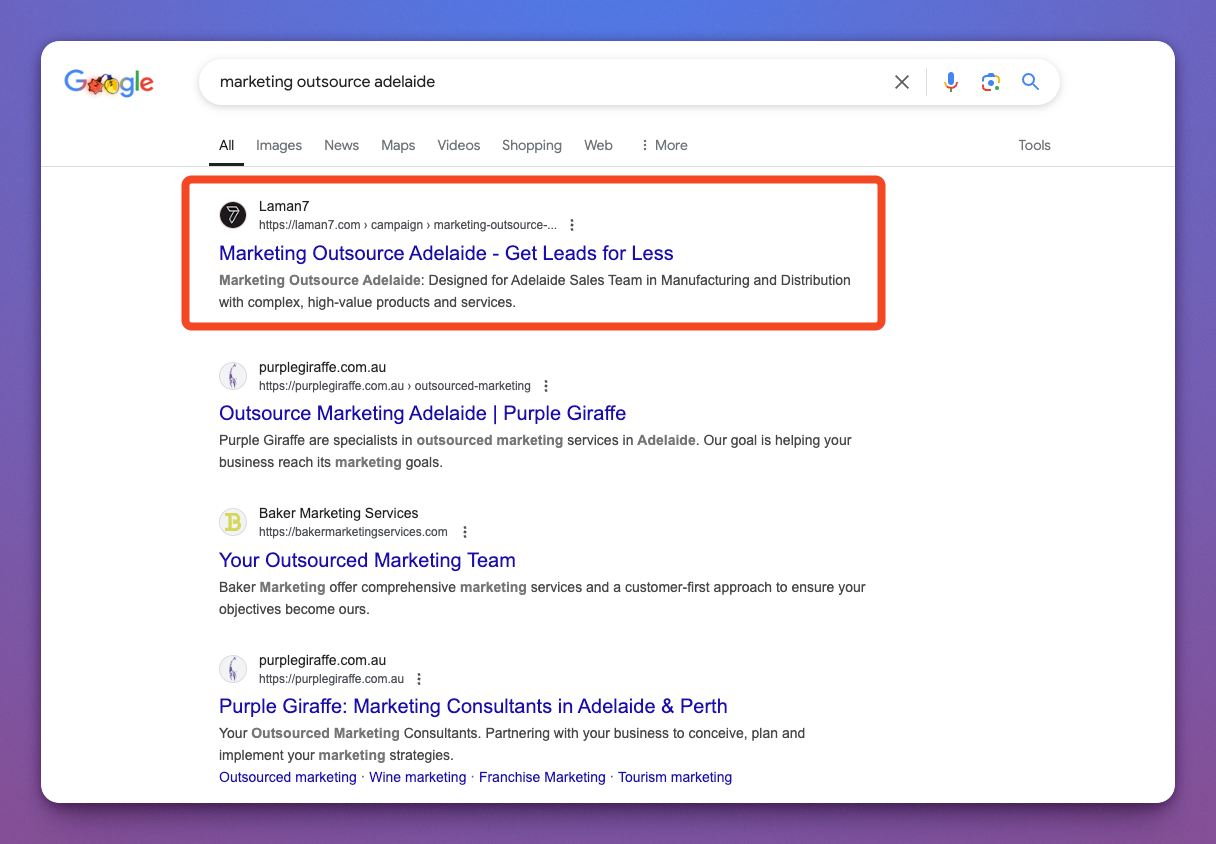 Google
marketing outsource adelaide
All Images News Maps Videos Shopping Web More Tools
Laman7
https://laman7.com › campaign › marketing-outsource-...
Marketing Outsource Adelaide - Get Leads for Less
Marketing Outsource Adelaide: Designed for Adelaide Sales Team in Manufacturing and Distribution
with complex, high-value products and services.
purplegiraffe.com.au
https://purplegiraffe.com.au › outsourced-marketing
Outsource Marketing Adelaide | Purple Giraffe
Purple Giraffe are specialists in outsourced marketing services in Adelaide. Our goal is helping your
business reach its marketing goals.
B
Baker Marketing Services
https://bakermarketingservices.com
Your Outsourced Marketing Team
Baker Marketing offer comprehensive marketing services and a customer-first approach to ensure your
objectives become ours.
purplegiraffe.com.au
https://purplegiraffe.com.au
Purple Giraffe: Marketing Consultants in Adelaide & Perth
Your Outsourced Marketing Consultants. Partnering with your business to conceive, plan and
implement your marketing strategies.
Outsourced marketing · Wine marketing · Franchise Marketing · Tourism marketing